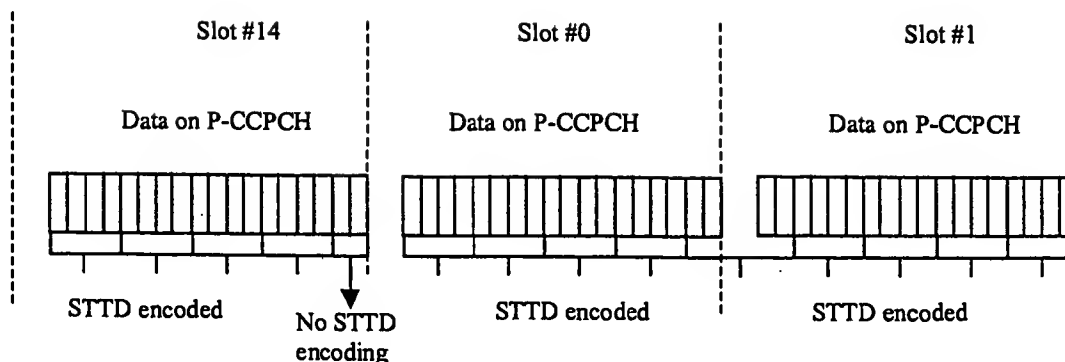 Slot #14 Slot #0 Slot #1
Data on P-CCPCH Data on P-CCPCH Data on P-CCPCH
STTD encoded No STTD encoding STTD encoded STTD encoded